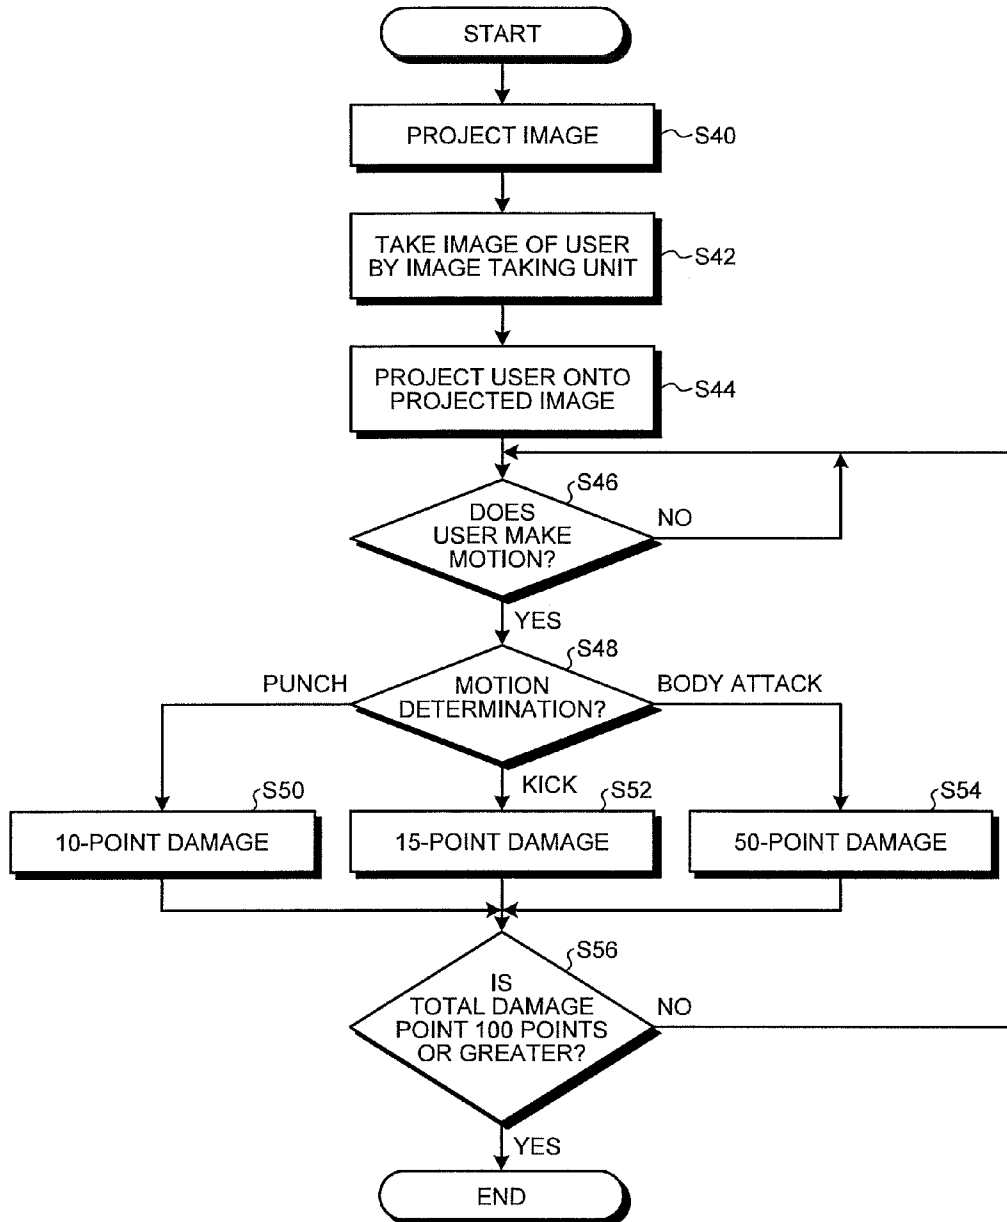 START
PROJECT IMAGE
S40
TAKE IMAGE OF USER
BY IMAGE TAKING UNIT
S42
PROJECT USER ONTO
PROJECTED IMAGE
S44
S46
DOES
USER MAKE
MOTION?
NO
YES
S48
PUNCH
MOTION
DETERMINATION?
BODY ATTACK
KICK
S50
10-POINT DAMAGE
S52
15-POINT DAMAGE
S54
50-POINT DAMAGE
S56
IS
TOTAL DAMAGE
POINT 100 POINTS
OR GREATER?
NO
YES
END